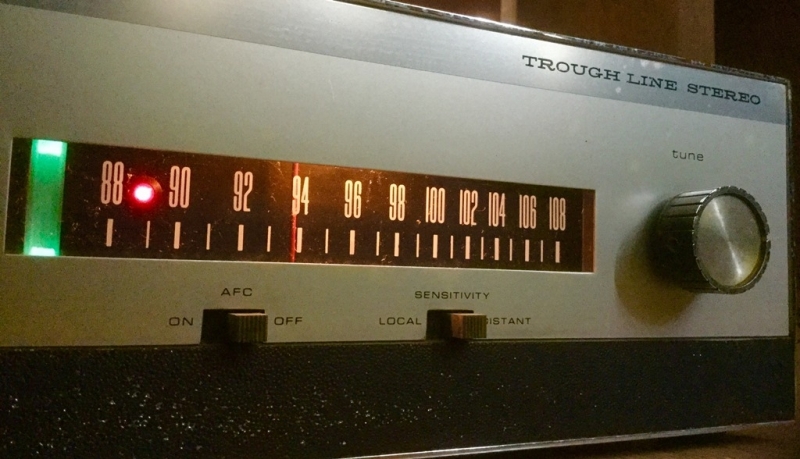 TROUGH LINE STEREO
tune
88 90 92 94 96 98 100 102 104 106 108
AFC
ON OFF
SENSITIVITY
LOCAL DISTANT